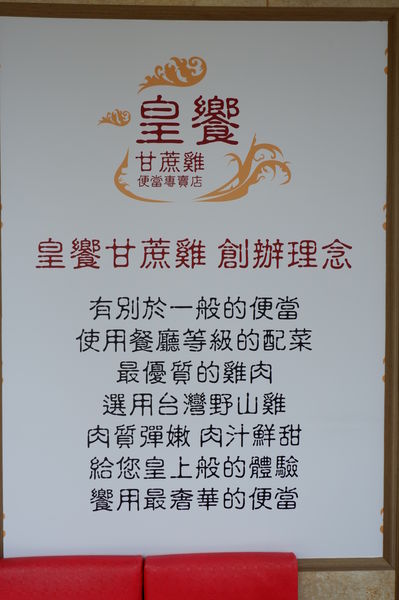 皇饗
甘蔗雞
便當專賣店
皇饗甘蔗雞 創辦理念
有別於一般的便當
使用餐廳等級的配菜
最優質的雞肉
選用台灣野山雞
肉質彈嫩 肉汁鮮甜
給您皇上般的體驗
饗用最奢華的便當